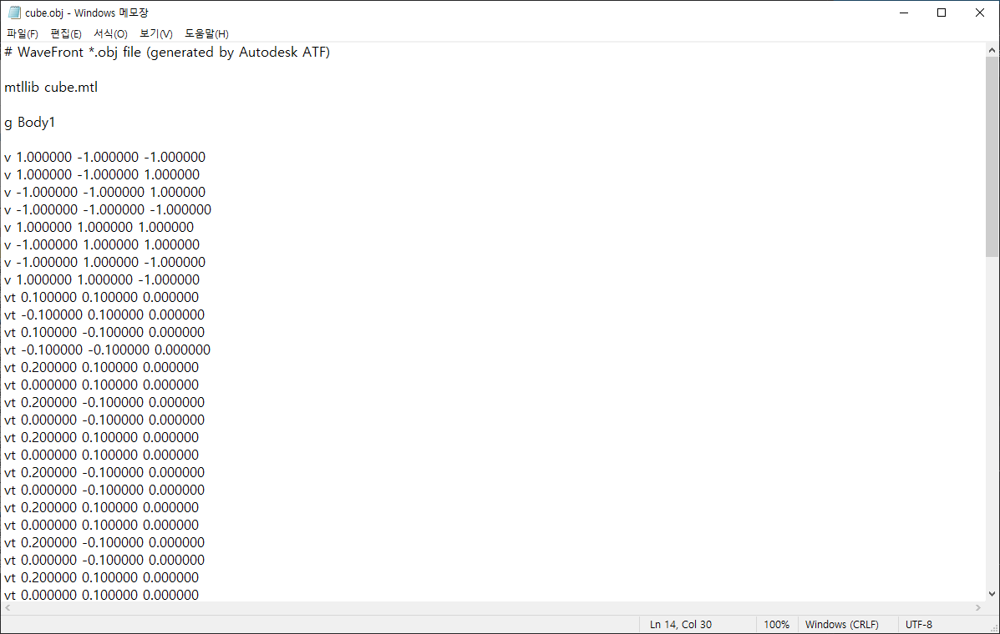 cube.obj - Windows 메모장
파일(F) 편집(E) 서식(O) 보기(V) 도움말(H)
# WaveFront *.obj file (generated by Autodesk ATF)
mtllib cube.mtl
g Body1
v 1.000000 -1.000000 -1.000000
v 1.000000 -1.000000 1.000000
v -1.000000 -1.000000 1.000000
v -1.000000 -1.000000 -1.000000
v 1.000000 1.000000 1.000000
v -1.000000 1.000000 1.000000
v -1.000000 1.000000 -1.000000
v 1.000000 1.000000 -1.000000
vt 0.100000 0.100000 0.000000
vt -0.100000 0.100000 0.000000
vt 0.100000 -0.100000 0.000000
vt -0.100000 -0.100000 0.000000
vt 0.200000 0.100000 0.000000
vt 0.000000 0.100000 0.000000
vt 0.200000 -0.100000 0.000000
vt 0.000000 -0.100000 0.000000
vt 0.200000 0.100000 0.000000
vt 0.000000 0.100000 0.000000
vt 0.200000 -0.100000 0.000000
vt 0.000000 -0.100000 0.000000
vt 0.200000 0.100000 0.000000
vt 0.000000 0.100000 0.000000
vt 0.200000 -0.100000 0.000000
vt 0.000000 -0.100000 0.000000
vt 0.200000 0.100000 0.000000
vt 0.000000 0.100000 0.000000
Ln 14, Col 30 100% Windows (CRLF) UTF-8